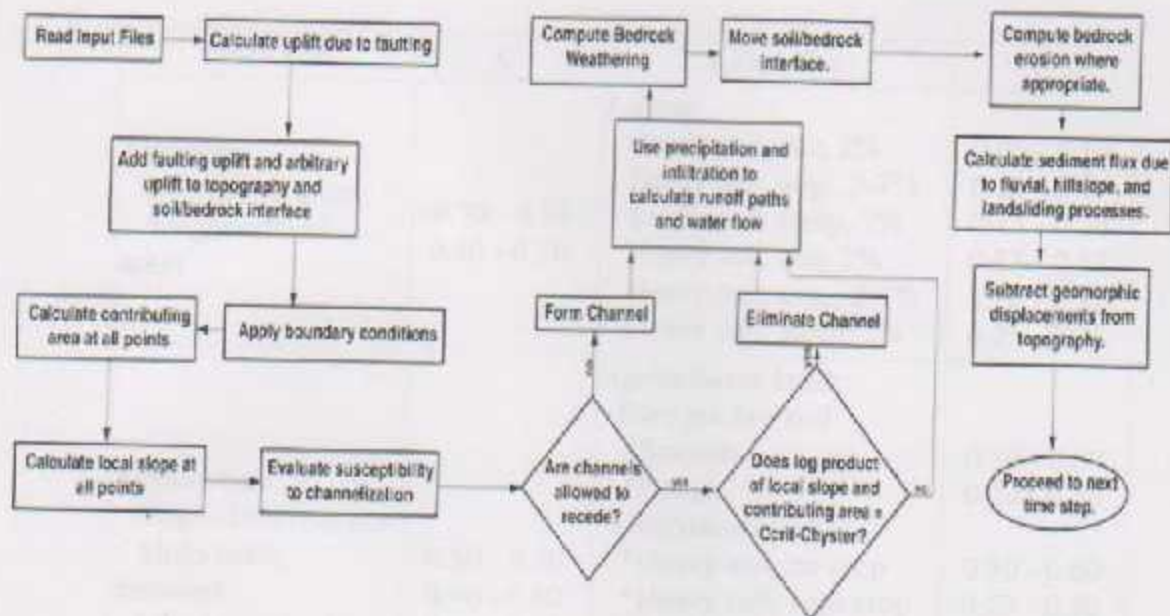 Read Input Files
Calculate uplift due to faulting
Add faulting uplift and arbitrary
uplift to topography and
soil/bedrock interface
Apply boundary conditions
Calculate contributing
area at all points
Calculate local slope at
all points
Evaluate susceptibility
to channelization
Are channels
allowed to
recede?
no
yes
Form Channel
Does log product
of local slope and
contributing area
Ccrit-Chyster?
no
Eliminate Channel
Use precipitation and
infiltration to
calculate runoff paths
and water flow
Compute Bedrock
Weathering
Move soil/bedrock
interface.
Compute bedrock
erosion where
appropriate.
Calculate sediment flux due
to fluvial, hillslope, and
landsliding processes.
Subtract geomorphic
displacements from
topography.
Proceed to next
time step.